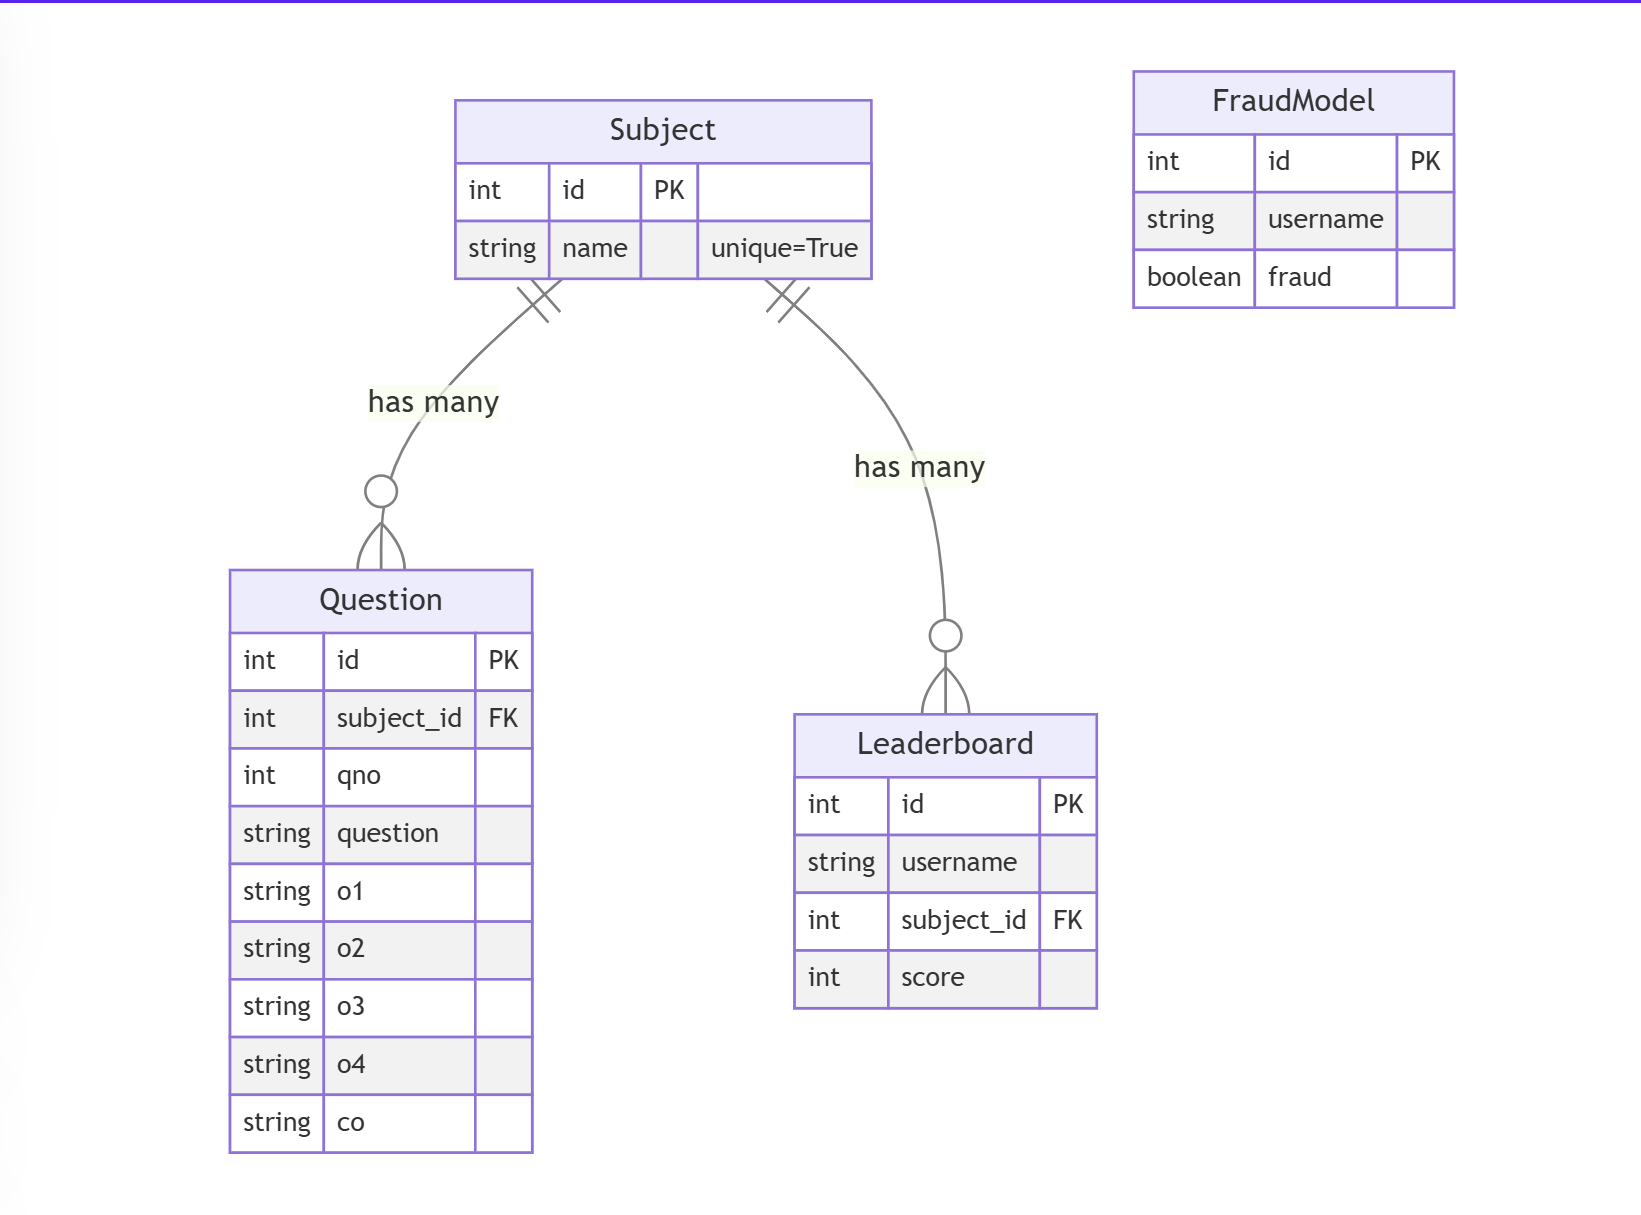 Subject
int id PK
string name unique=True
FraudModel
int id PK
string username
boolean fraud
has many
has many
Question
int id PK
int subject_id FK
int qno
string question
string o1
string o2
string o3
string o4
string co
Leaderboard
int id PK
string username
int subject_id FK
int score